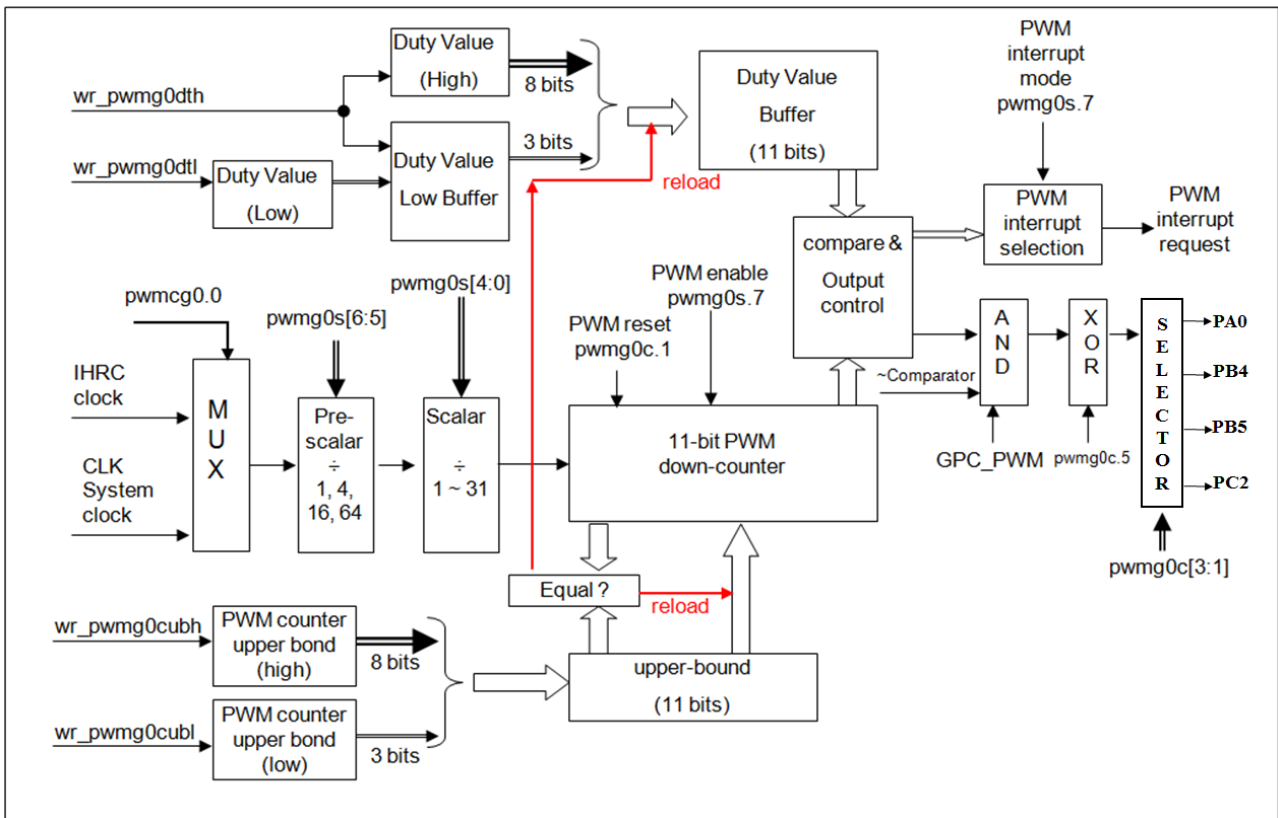 wr_pwmg0dth
Duty Value
(High)
8 bits
wr_pwmg0dtl
Duty Value
(Low)
Duty Value
Low Buffer
3 bits
reload
Duty Value
Buffer
(11 bits)
PWM
interrupt
mode
pwmg0s.7
PWM
interrupt
selection
PWM
interrupt
request
compare &
Output
control
pwmcg0.0
pwmg0s[6:5]
pwmg0s[4:0]
IHRC
clock
CLK
System
clock
M
U
X
Pre-
scalar
÷
1, 4,
16, 64
Scalar
÷
1 ~ 31
PWM reset
pwmg0c.1
PWM enable
pwmg0s.7
11-bit PWM
down-counter
~Comparator
A
N
D
GPC_PWM
X
O
R
pwmg0c.5
S
E
L
E
C
T
O
R
PA0
PB4
PB5
PC2
pwmg0c[3:1]
Equal ?
reload
wr_pwmg0cubh
PWM counter
upper bond
(high)
8 bits
wr_pwmg0cubl
PWM counter
upper bond
(low)
3 bits
upper-bound
(11 bits)